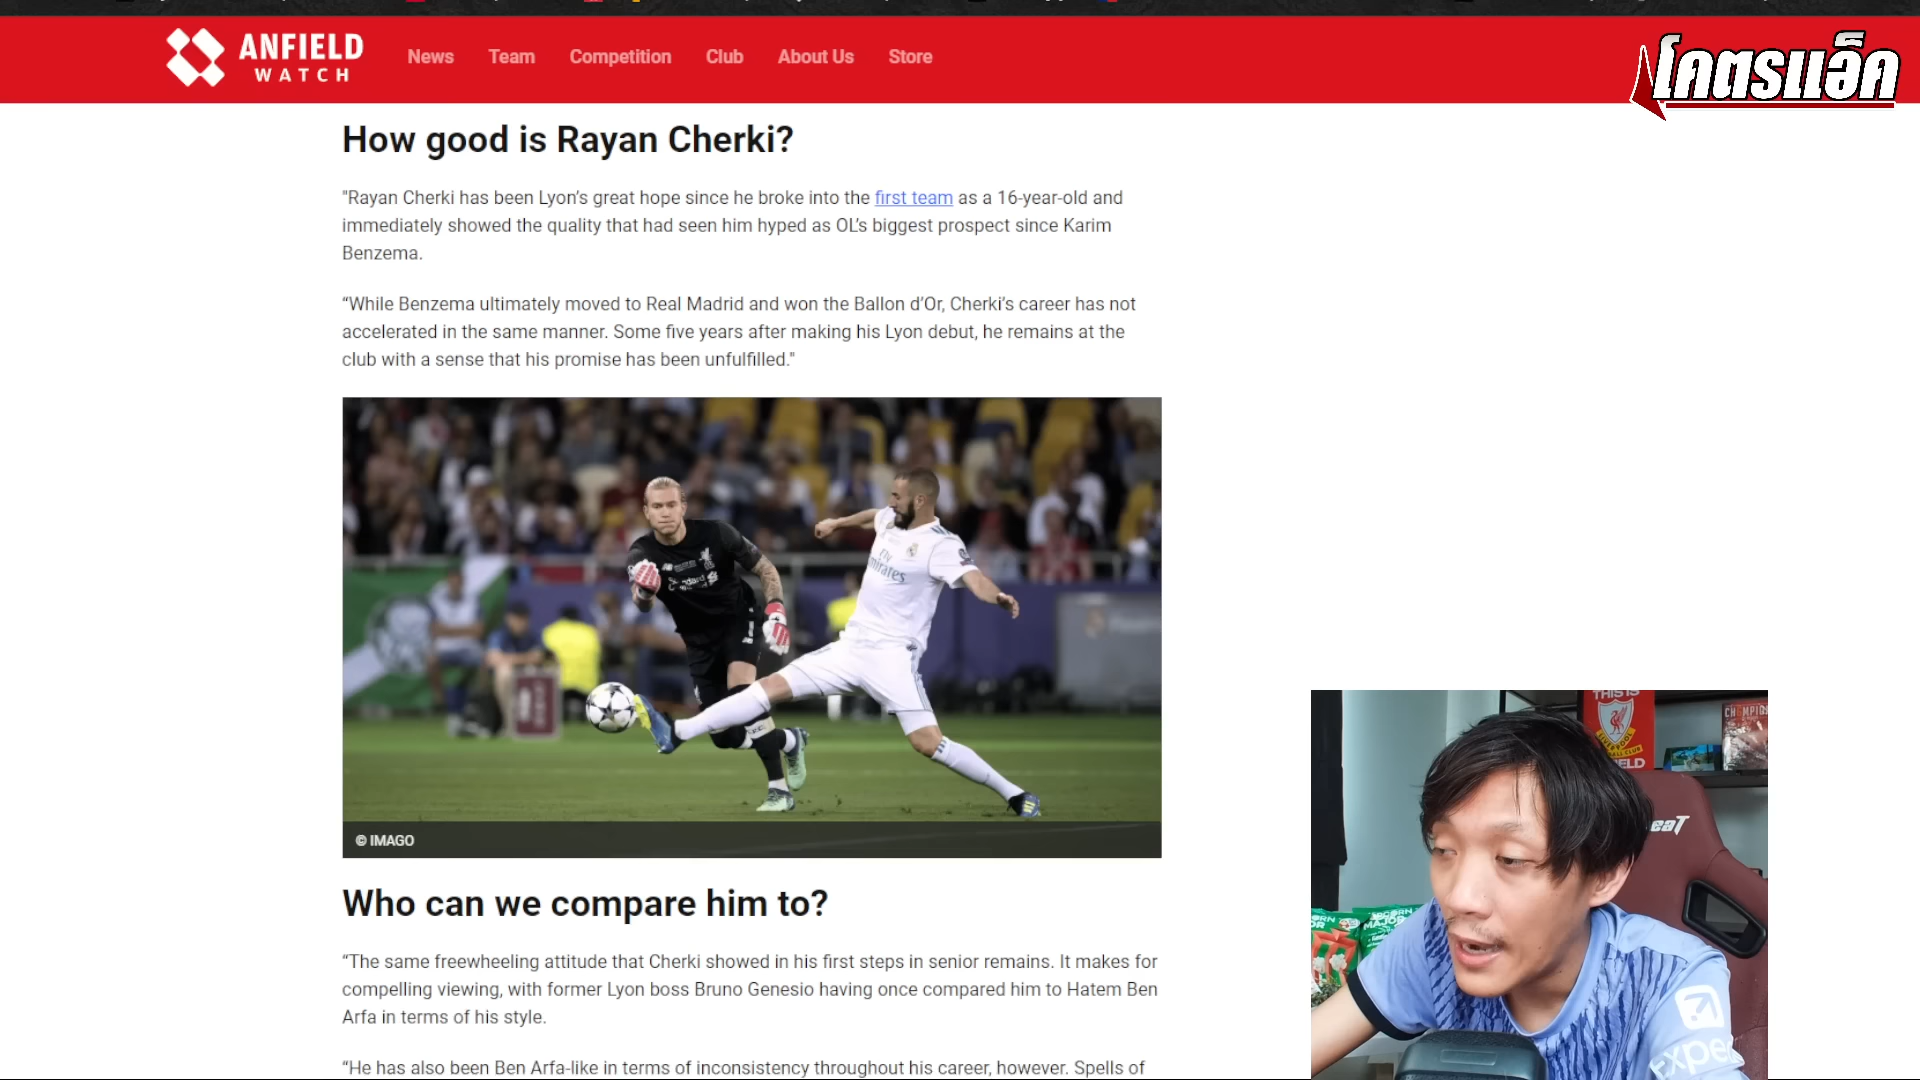 ANFIELD
WATCH
News Team Competition Club About Us Store
โคตรแอ็ค
How good is Rayan Cherki?
"Rayan Cherki has been Lyon’s great hope since he broke into the first team as a 16-year-old and
immediately showed the quality that had seen him hyped as OL’s biggest prospect since Karim
Benzema.
“While Benzema ultimately moved to Real Madrid and won the Ballon d’Or, Cherki’s career has not
accelerated in the same manner. Some five years after making his Lyon debut, he remains at the
club with a sense that his promise has been unfulfilled."
Fly
Emirates
© IMAGO
THIS IS
LIVERPOOL
Who can we compare him to?
“The same freewheeling attitude that Cherki showed in his first steps in senior remains. It makes for
compelling viewing, with former Lyon boss Bruno Genesio having once compared him to Hatem Ben
Arfa in terms of his style.
“He has also been Ben Arfa-like in terms of inconsistency throughout his career, however. Spells of